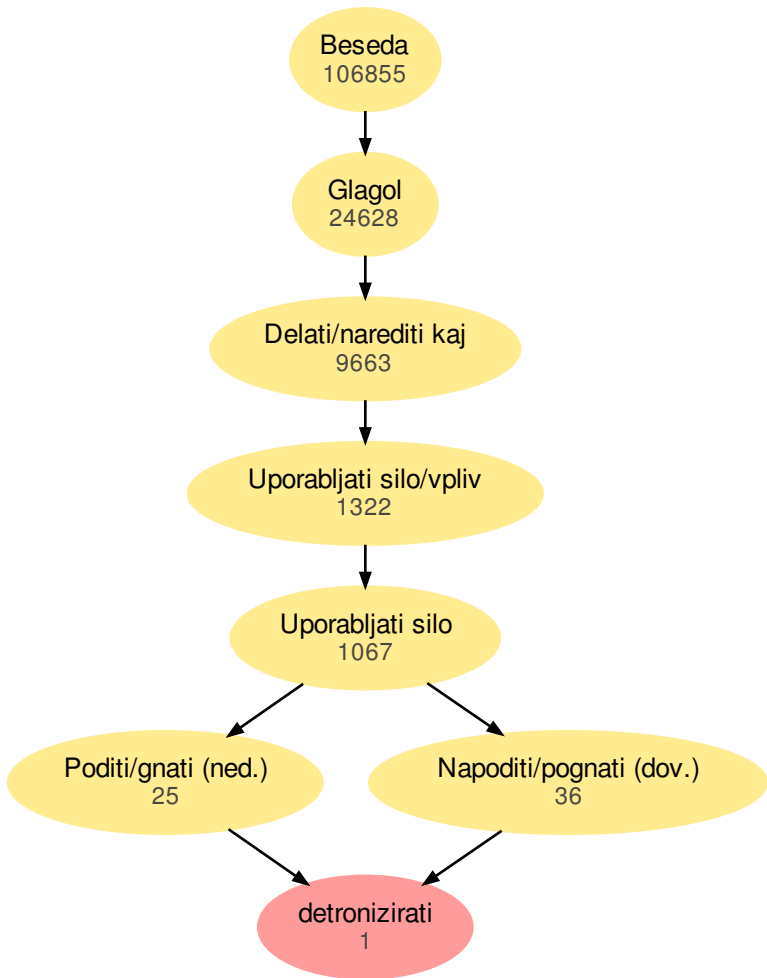 Beseda
106855
Glagol
24628
Delati/narediti kaj
9663
Uporabljati silo/vpliv
1322
Uporabljati silo
1067
Poditi/gnati (ned.)
25
Napoditi/pognati (dov.)
36
detronizirati
1